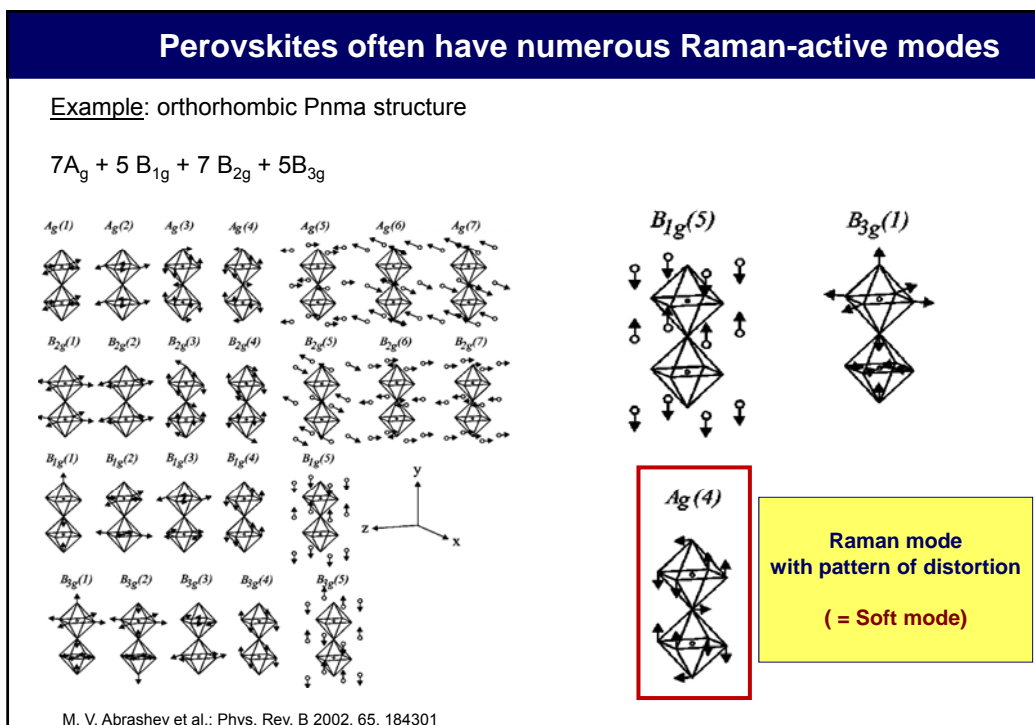 Perovskites often have numerous Raman-active modes
Example: orthorhombic Pnma structure
7Ag + 5 B1g + 7 B2g + 5B3g
Ag(1) Ag(2) Ag(3) Ag(4) Ag(5) Ag(6) Ag(7)
B2g(1) B2g(2) B2g(3) B2g(4) B2g(5) B2g(6) B2g(7)
B1g(1) B1g(2) B1g(3) B1g(4) B1g(5)
y
z
x
B3g(1) B3g(2) B3g(3) B3g(4) B3g(5)
B1g(5) B3g(1)
Ag(4)
Raman mode
with pattern of distortion
( = Soft mode)
M. V. Abrashev et al.: Phys. Rev. B 2002, 65, 184301